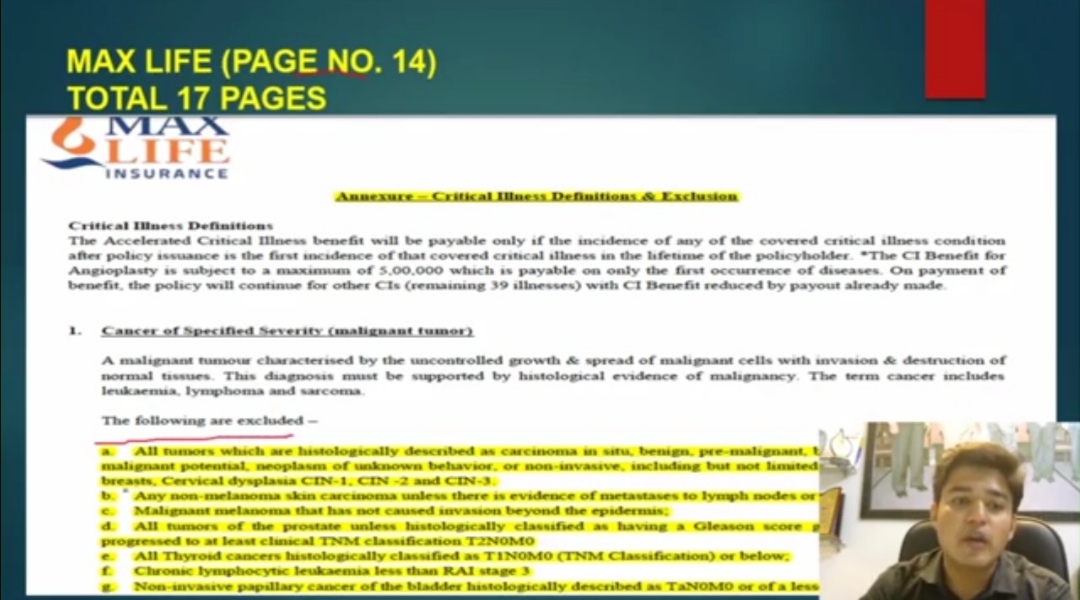 MAX LIFE (PAGE NO. 14)
TOTAL 17 PAGES
MAX
LIFE
INSURANCE
Annexure – Critical Illness Definitions & Exclusion
Critical Illness Definitions
The Accelerated Critical Illness benefit will be payable only if the incidence of any of the covered critical illness condition
after policy issuance is the first incidence of that covered critical illness in the lifetime of the policyholder. *The CI Benefit for
Angioplasty is subject to a maximum of 5,00,000 which is payable on only the first occurrence of diseases. On payment of
benefit, the policy will continue for other CIs (remaining 39 illnesses) with CI Benefit reduced by payout already made.
1. Cancer of Specified Severity (malignant tumor)
A malignant tumour characterised by the uncontrolled growth & spread of malignant cells with invasion & destruction of
normal tissues. This diagnosis must be supported by histological evidence of malignancy. The term cancer includes
leukaemia, lymphoma and sarcoma.
The following are excluded –
a. All tumors which are histologically described as carcinoma in situ, benign, pre-malignant,
malignant potential, neoplasm of unknown behavior, or non-invasive, including but not limited
breasts, Cervical dysplasia CIN-1, CIN -2 and CIN-3.
b. Any non-melanoma skin carcinoma unless there is evidence of metastases to lymph nodes or
c. Malignant melanoma that has not caused invasion beyond the epidermis;
d. All tumors of the prostate unless histologically classified as having a Gleason score
progressed to at least clinical TNM classification T2N0M0
e. All Thyroid cancers histologically classified as T1N0M0 (TNM Classification) or below;
f. Chronic lymphocytic leukaemia less than RAI stage 3
g. Non-invasive papillary cancer of the bladder histologically described as TaN0M0 or of a less